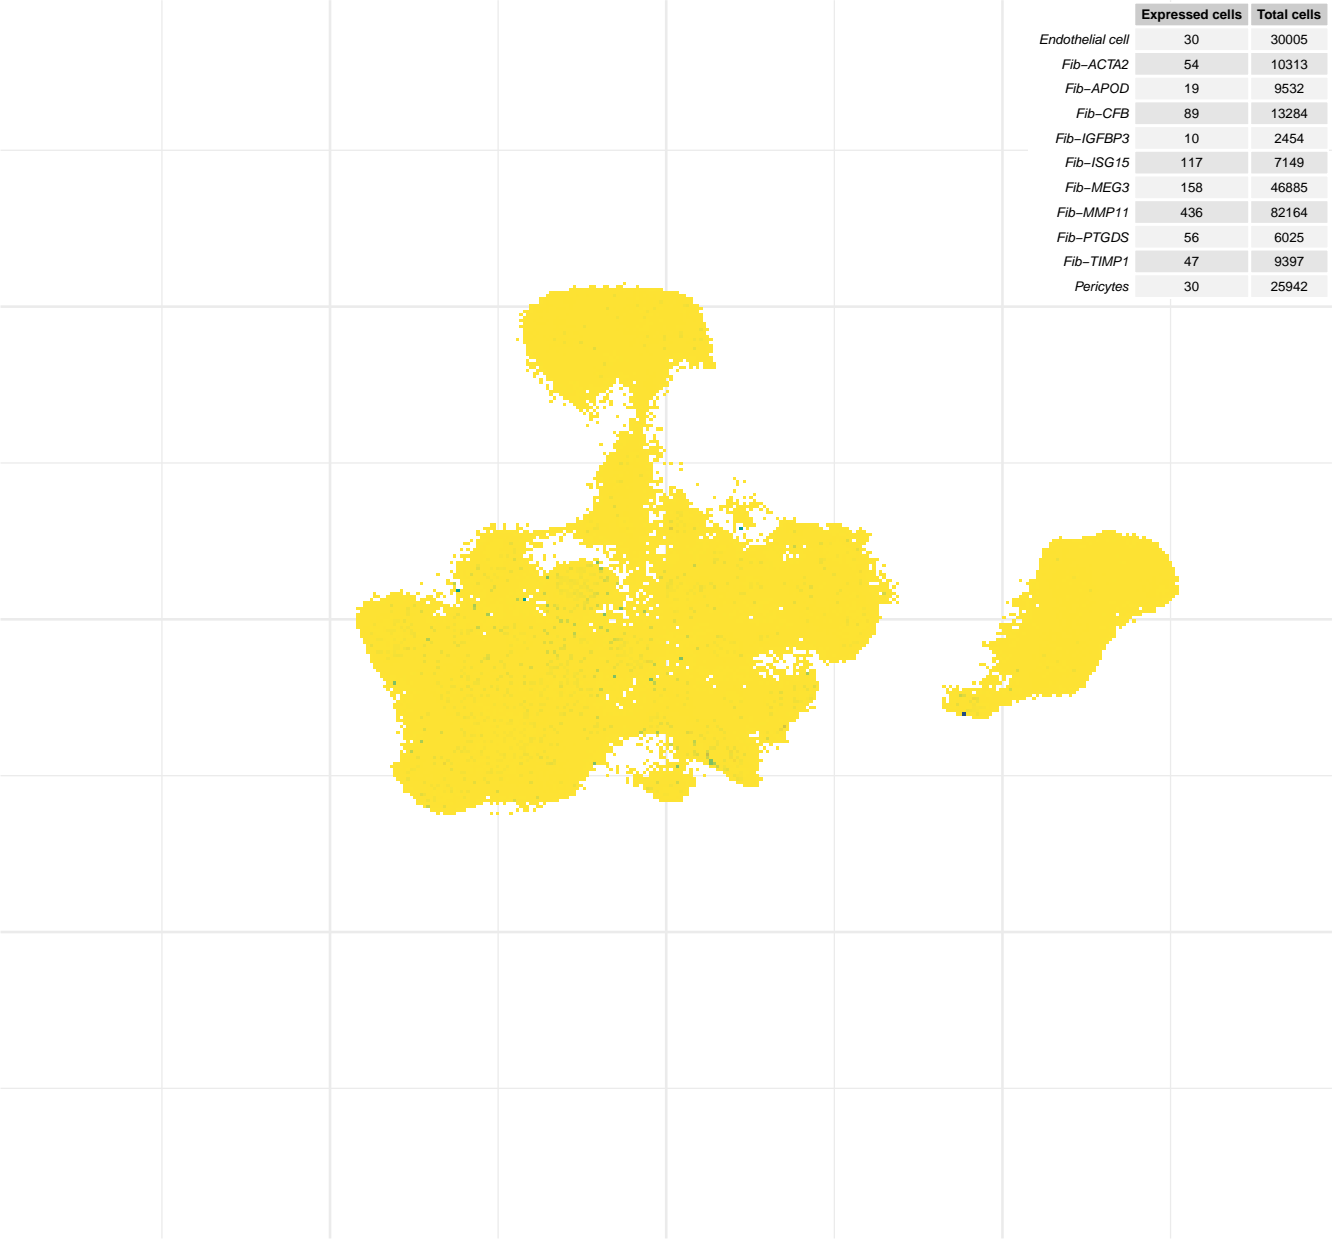 Expressed cells Total cells
Endothelial cell 30 30005
Fib−ACTA2 54 10313
Fib−APOD 19 9532
Fib−CFB 89 13284
Fib−IGFBP3 10 2454
Fib−ISG15 117 7149
Fib−MEG3 158 46885
Fib−MMP11 436 82164
Fib−PTGDS 56 6025
Fib−TIMP1 47 9397
Pericytes 30 25942